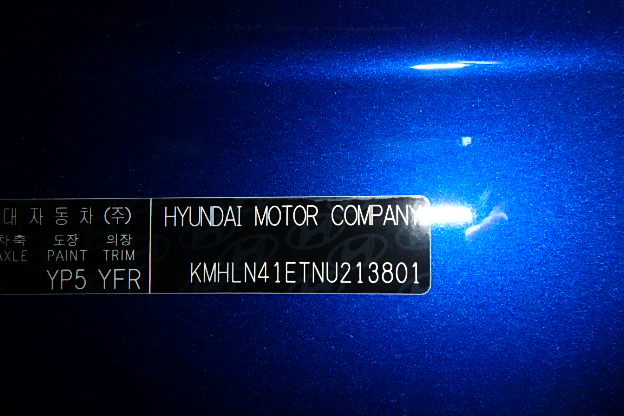 대 자 동 차 (주)
차축 도장 의장
AXLE PAINT TRIM
YP5 YFR
HYUNDAI MOTOR COMPANY
KMHLN41ETNU213801